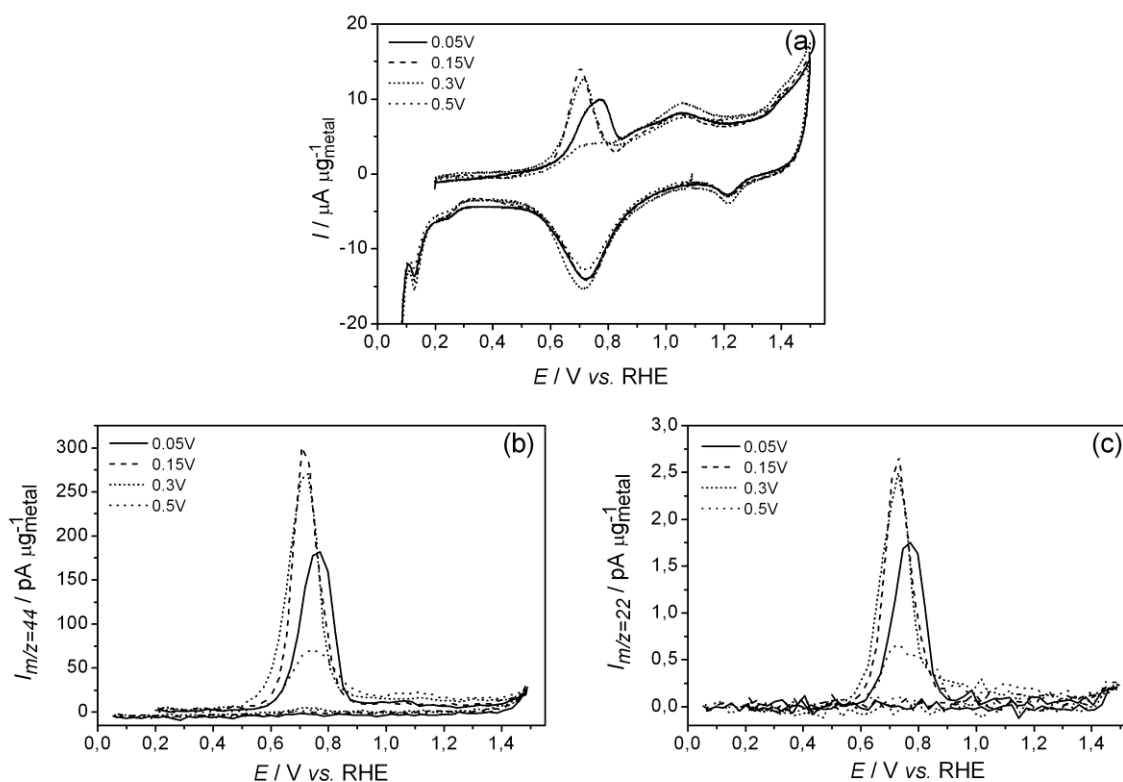 (a)
0.05V
0.15V
0.3V
0.5V
20
10
0
-10
-20
I / μA μg⁻¹metal
0,0 0,2 0,4 0,6 0,8 1,0 1,2 1,4
E / V vs. RHE
(b)
0.05V
0.15V
0.3V
0.5V
300
250
200
150
100
50
0
I m/z=44 / pA μg⁻¹metal
0,0 0,2 0,4 0,6 0,8 1,0 1,2 1,4
E / V vs. RHE
(c)
0.05V
0.15V
0.3V
0.5V
3,0
2,5
2,0
1,5
1,0
0,5
0,0
I m/z=22 / pA μg⁻¹metal
0,0 0,2 0,4 0,6 0,8 1,0 1,2 1,4
E / V vs. RHE